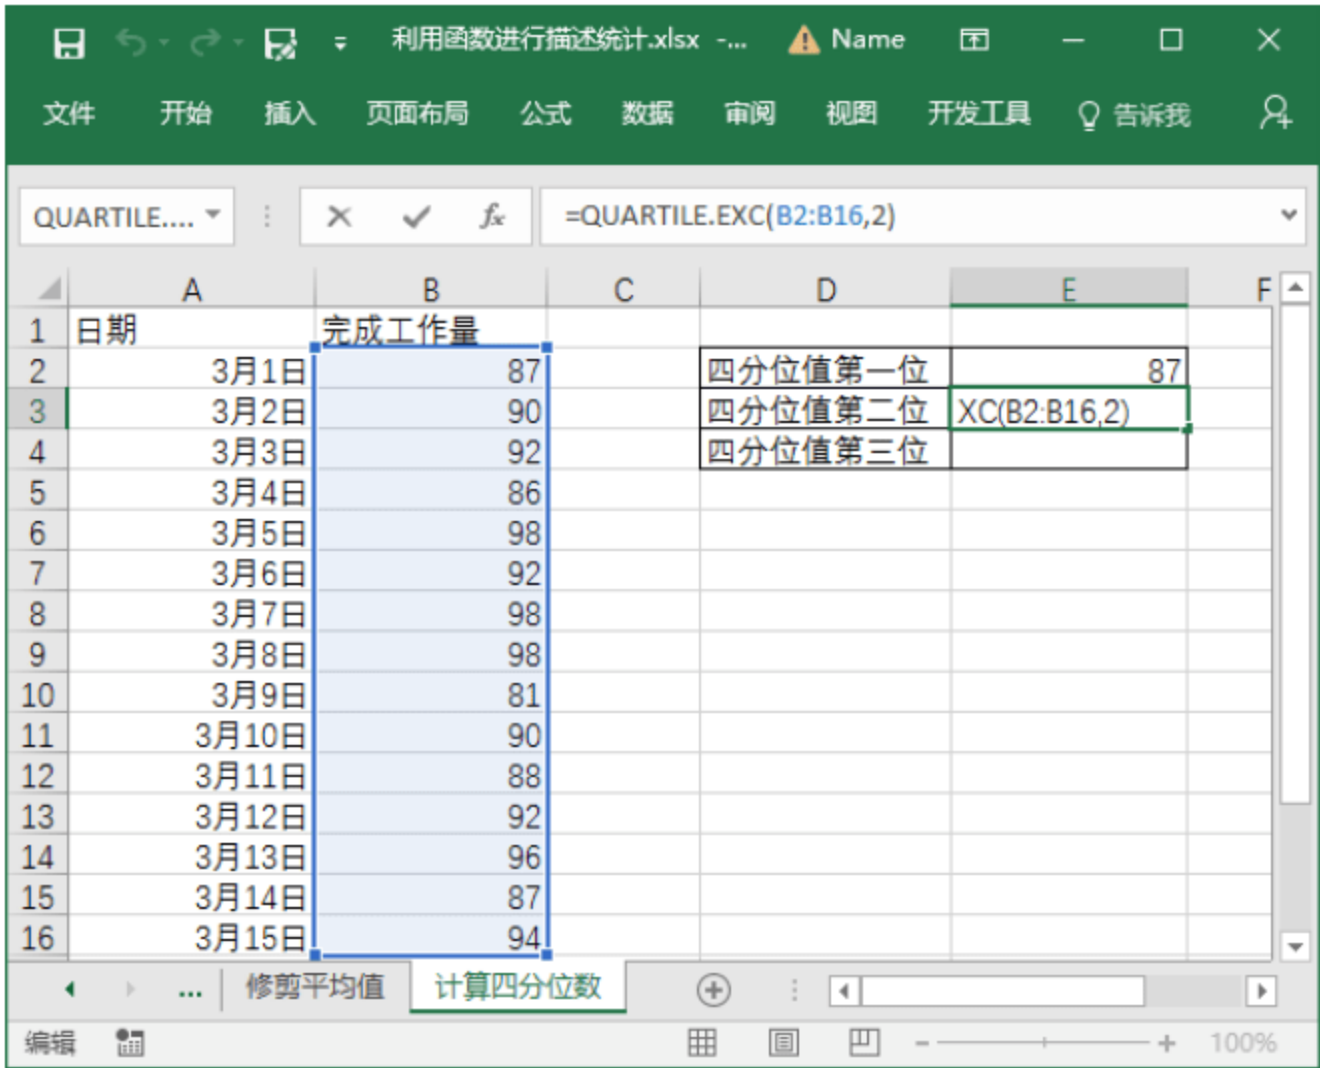 利用函数进行描述统计.xlsx -... Name
文件 开始 插入 页面布局 公式 数据 审阅 视图 开发工具 告诉我
QUARTILE.... fx =QUARTILE.EXC(B2:B16,2)
A B C D E F
1 日期 完成工作量
2 3月1日 87 四分位值第一位 87
3 3月2日 90 四分位值第二位 XC(B2:B16,2)
4 3月3日 92 四分位值第三位
5 3月4日 86
6 3月5日 98
7 3月6日 92
8 3月7日 98
9 3月8日 98
10 3月9日 81
11 3月10日 90
12 3月11日 88
13 3月12日 92
14 3月13日 96
15 3月14日 87
16 3月15日 94
... 修剪平均值 计算四分位数
编辑 100%